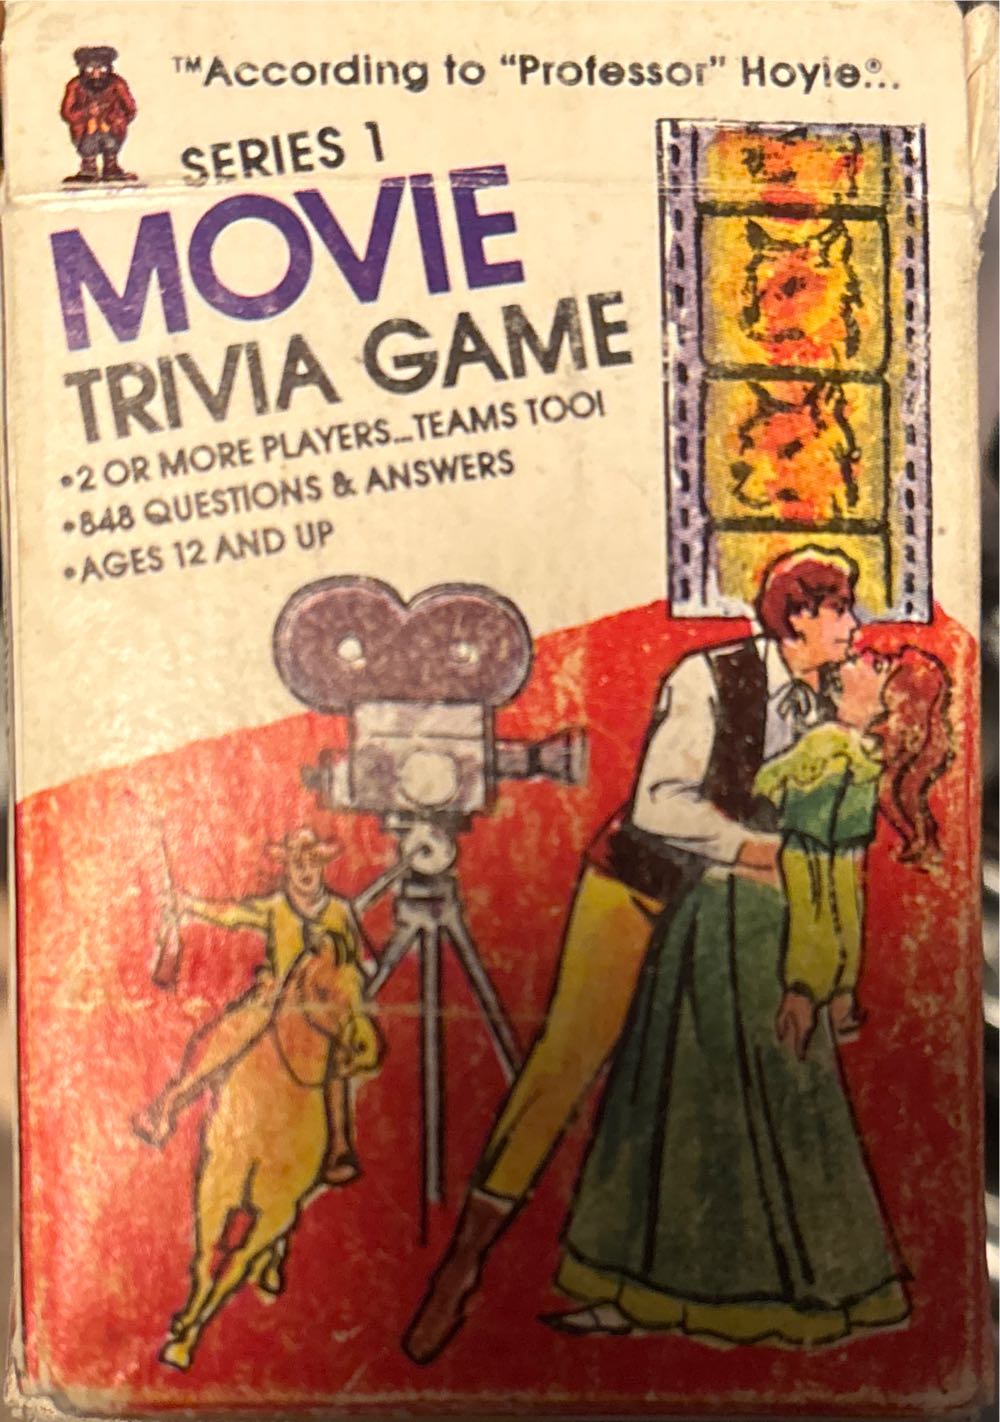 ™According to “Professor” Hoyle®...
SERIES 1
MOVIE
TRIVIA GAME
•2 OR MORE PLAYERS...TEAMS TOO!
•848 QUESTIONS & ANSWERS
•AGES 12 AND UP